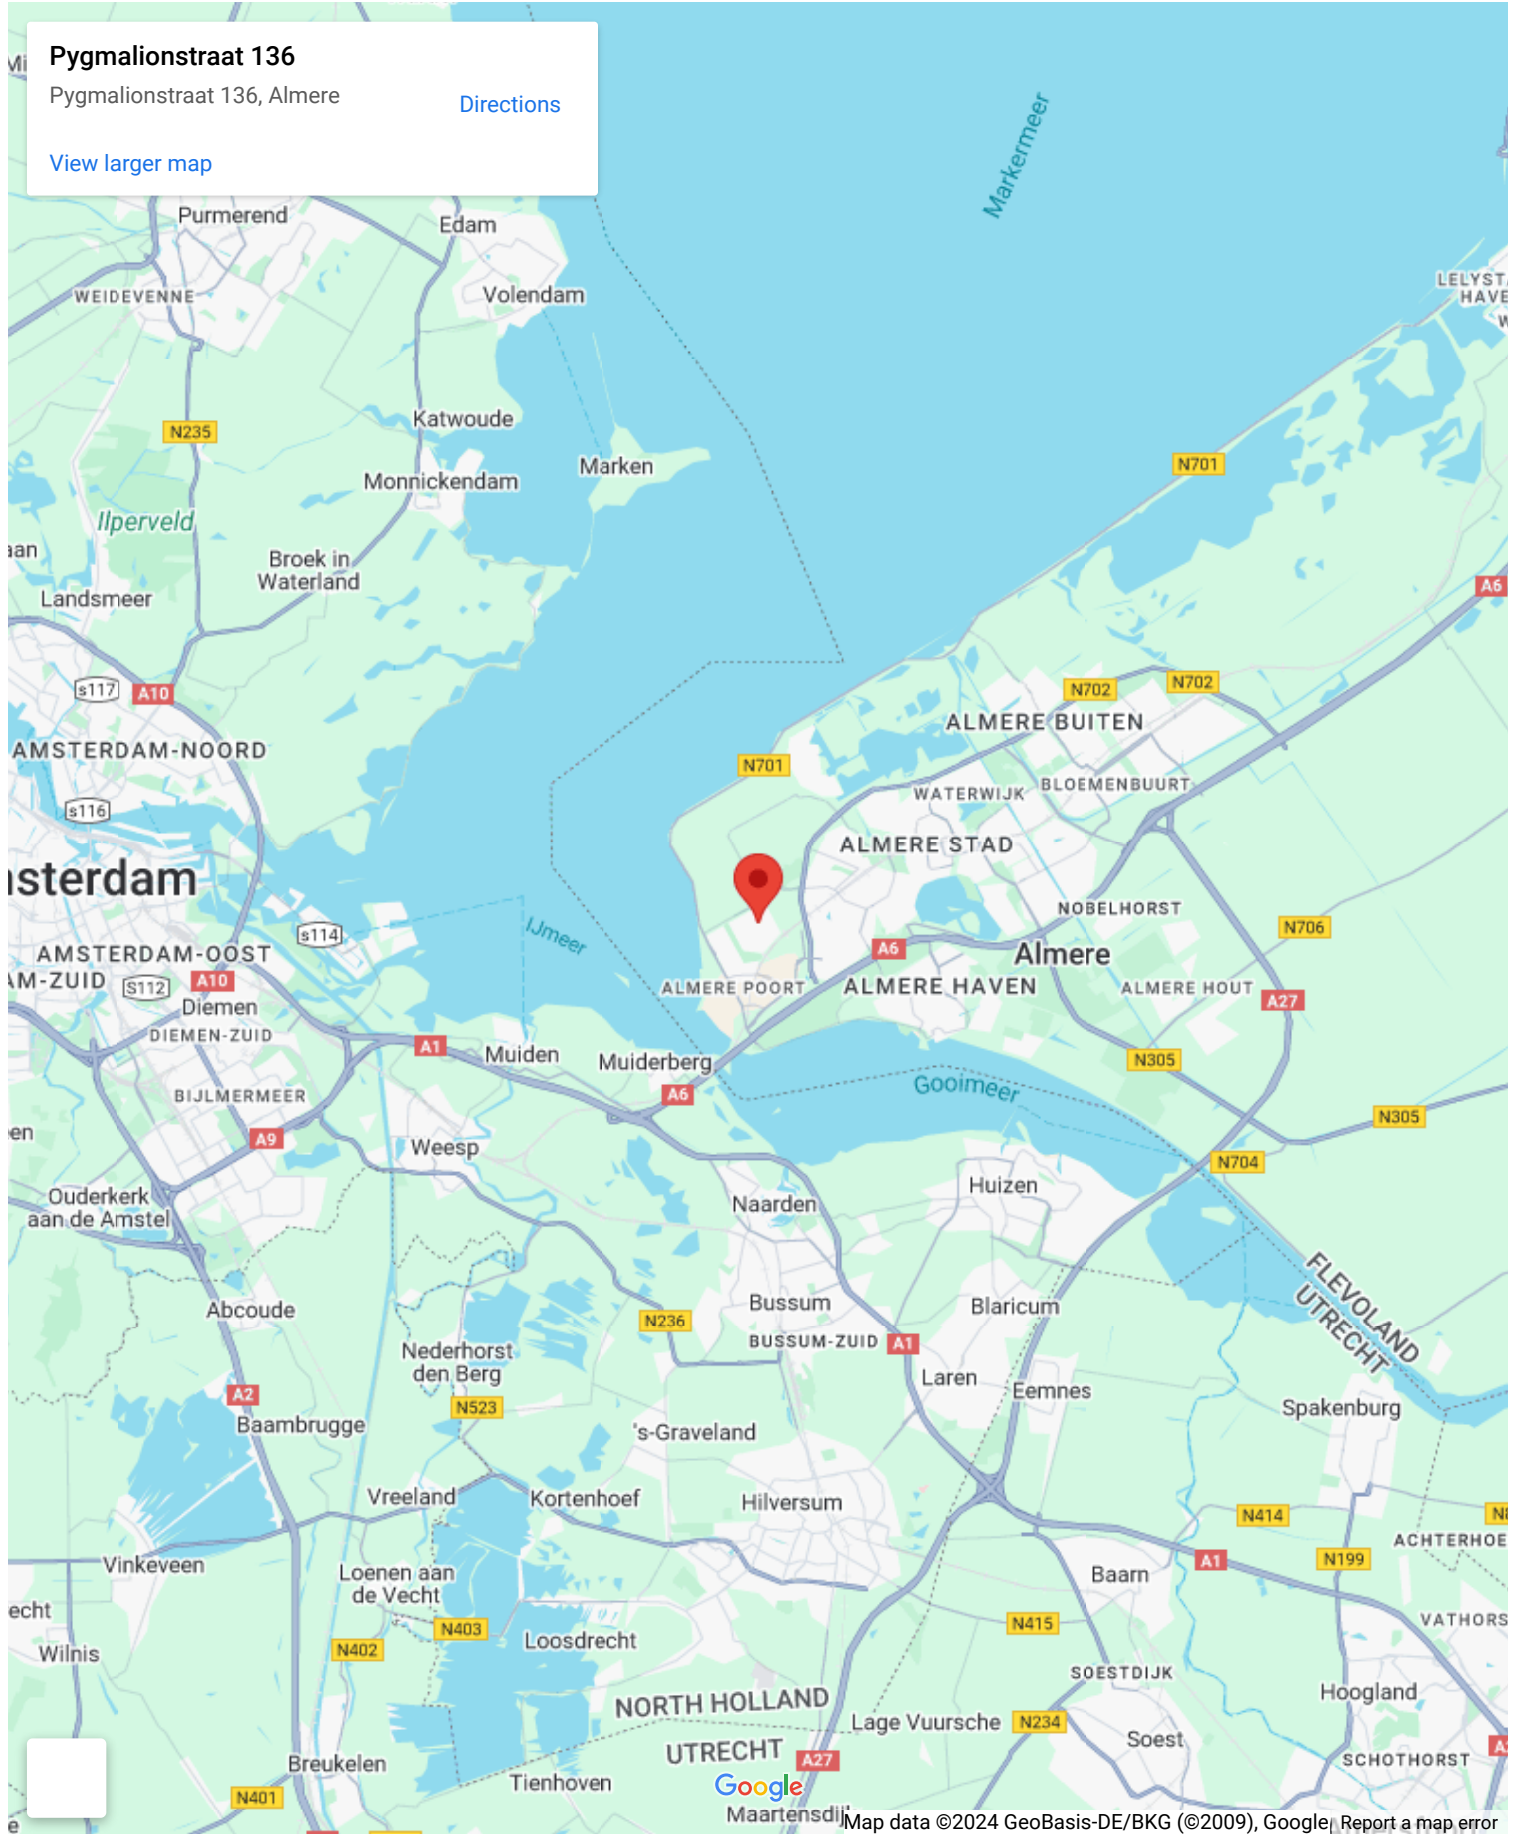 Pygmalionstraat 136
Pygmalionstraat 136, Almere
Directions
View larger map
Markermeer
Purmerend
Edam
WEIDEVENNE
Volendam
N235
Katwoude
Marken
N701
Monnickendam
Ilperveld
Broek in
Waterland
Landsmeer
A6
s117
A10
N702
N702
AMSTERDAM-NOORD
ALMERE BUITEN
N701
WATERWIJK
BLOEMENBUURT
s116
ALMERE STAD
sterdam
NOBELHORST
s114
IJmeer
N706
AMSTERDAM-OOST
A6
Almere
AM-ZUID
A10
S112
ALMERE POORT
ALMERE HAVEN
ALMERE HOUT
A27
Diemen
DIEMEN-ZUID
A1
Muiden
Muiderberg
N305
BIJLMERMEER
A6
Gooimeer
N305
A9
Weesp
N704
Ouderkerk
aan de Amstel
Naarden
Huizen
FLEVOLAND
UTRECHT
Abcoude
Bussum
Blaricum
N236
BUSSUM-ZUID
A1
Nederhorst
den Berg
Laren
Eemnes
A2
N523
Spakenburg
Baambrugge
's-Graveland
Vreeland
Kortenhoef
Hilversum
N414
ACHTERHOE
Vinkeveen
Loenen aan
de Vecht
Baarn
A1
N199
echt
N403
N415
VATHORS
Wilnis
N402
Loosdrecht
SOESTDIJK
NORTH HOLLAND
Hoogland
Lage Vuursche
N234
Soest
UTRECHT
A27
SCHOTHORST
Breukelen
Tienhoven
Google
N401
Maartensdij
Map data ©2024 GeoBasis-DE/BKG (©2009), Google
Report a map error